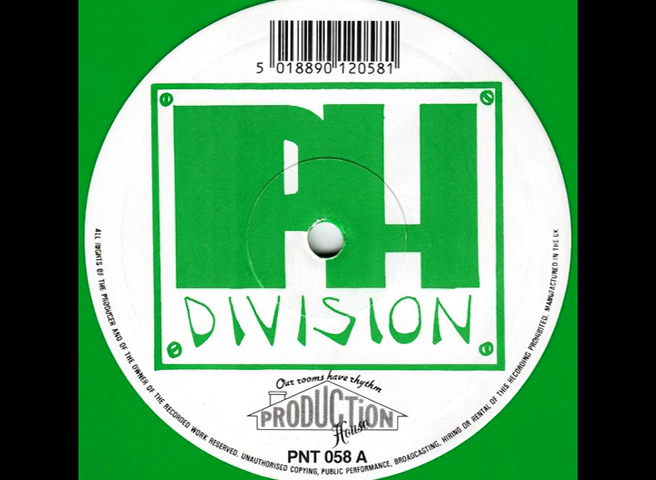 5 018890 120581
PH
DIVISION
Our rooms have rhythm
PRODUCTiON
House
PNT 058 A
ALL RIGHTS OF THE PRODUCER AND OF THE OWNER OF THE RECORDED WORK RESERVED. UNAUTHORISED COPYING, PUBLIC PERFORMANCE, BROADCASTING, HIRING OR RENTAL OF THIS RECORDING PROHIBITED. MANUFACTURED IN THE UK